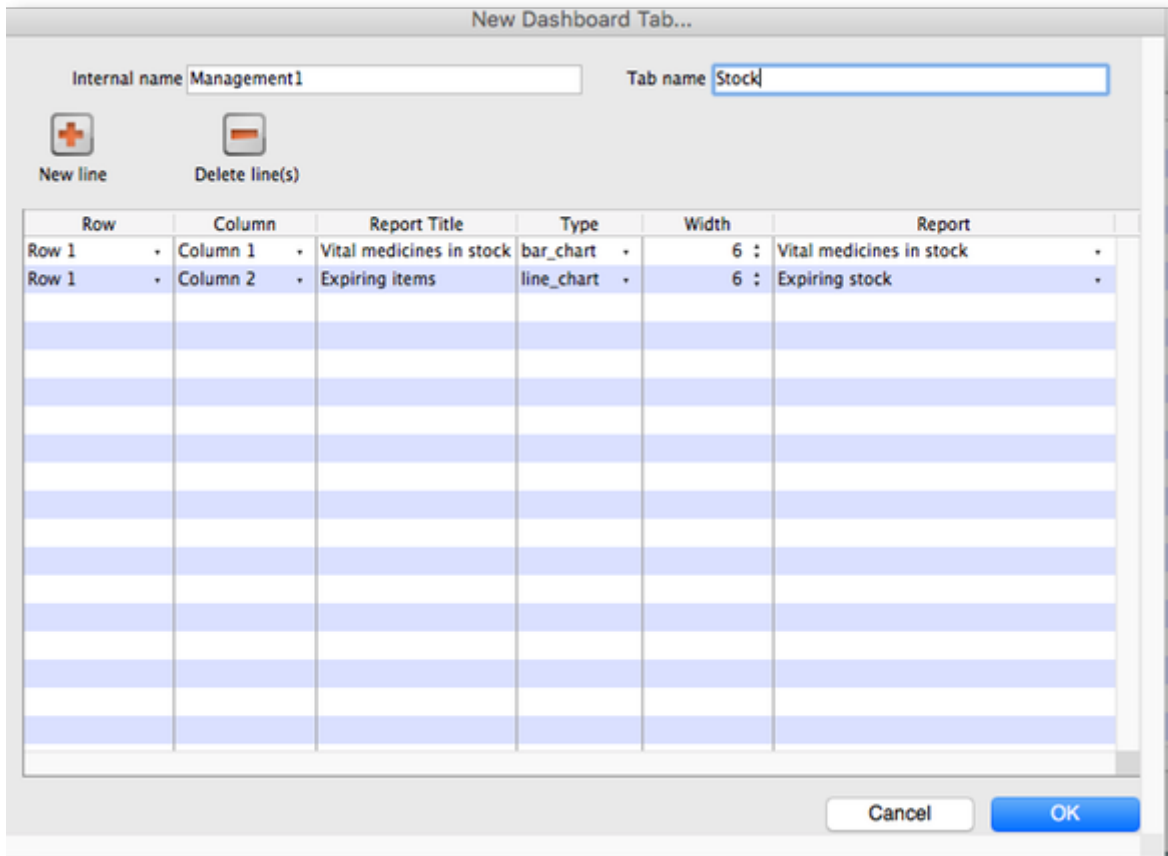 New Dashboard Tab...
Internal name Management1 Tab name Stock
New line Delete line(s)
Row Column Report Title Type Width Report
Row 1 Column 1 Vital medicines in stock bar_chart 6 Vital medicines in stock
Row 1 Column 2 Expiring items line_chart 6 Expiring stock
Cancel OK